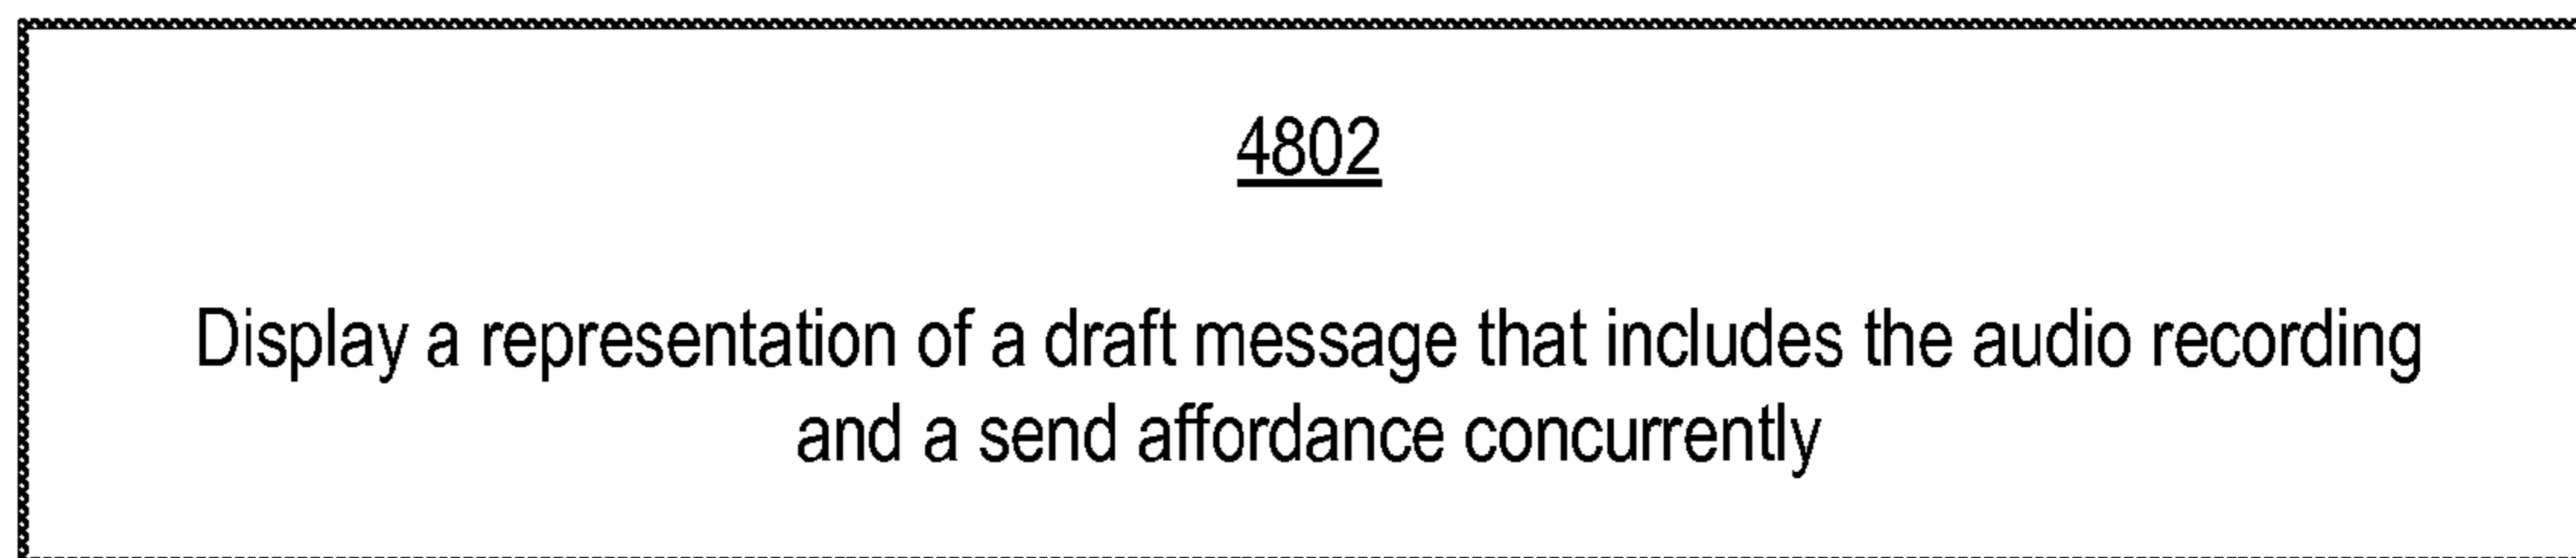 4802
Display a representation of a draft message that includes the audio recording
and a send affordance concurrently